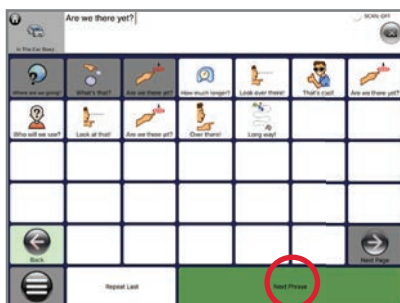 Are we there yet?
SCAN-OFF
In The Car Story
Where are we going?
What's that?
Are we there yet?
How much longer?
Look over there!
That's cool!
Are we there yet?
Who will we see?
Look at that!
Are we there yet?
Over there!
Long way!
Back
Next Page
Repeat Last
Next Phrase